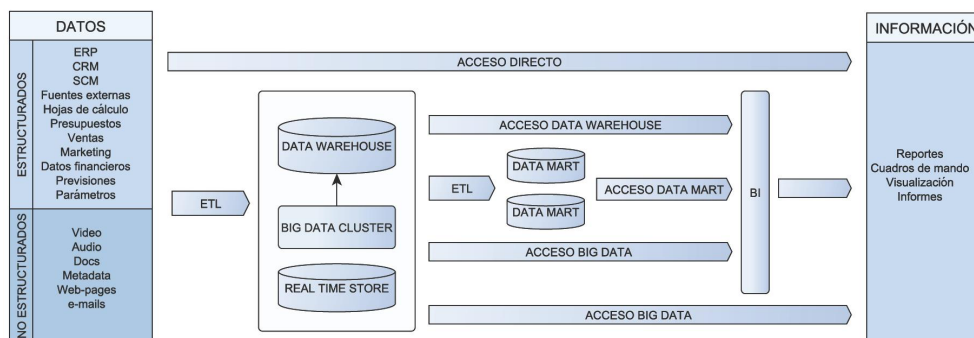 DATOS
ESTRUCTURADOS
ERP
CRM
SCM
Fuentes externas
Hojas de cálculo
Presupuestos
Ventas
Marketing
Datos financieros
Previsiones
Parámetros
NO ESTRUCTURADOS
Video
Audio
Docs
Metadata
Web-pages
e-mails
ACCESO DIRECTO
ETL
DATA WAREHOUSE
BIG DATA CLUSTER
REAL TIME STORE
ACCESO DATA WAREHOUSE
ETL
DATA MART
DATA MART
ACCESO DATA MART
ACCESO BIG DATA
ACCESO BIG DATA
BI
INFORMACIÓN
Reportes
Cuadros de mando
Visualización
Informes